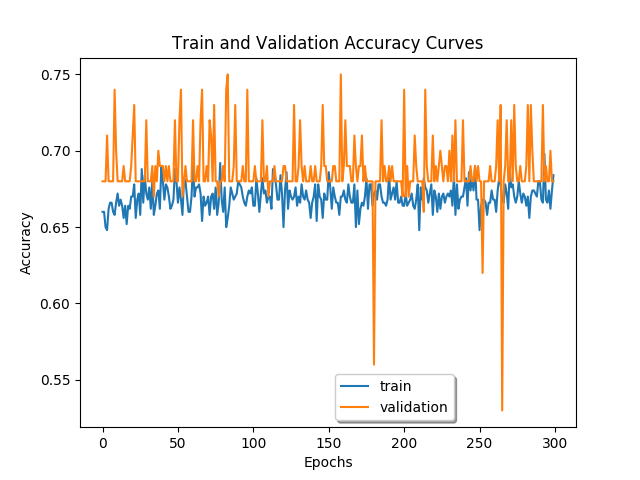 Train and Validation Accuracy Curves
0.75
0.70
0.65
0.60
0.55
Accuracy
train
validation
0 50 100 150 200 250 300
Epochs